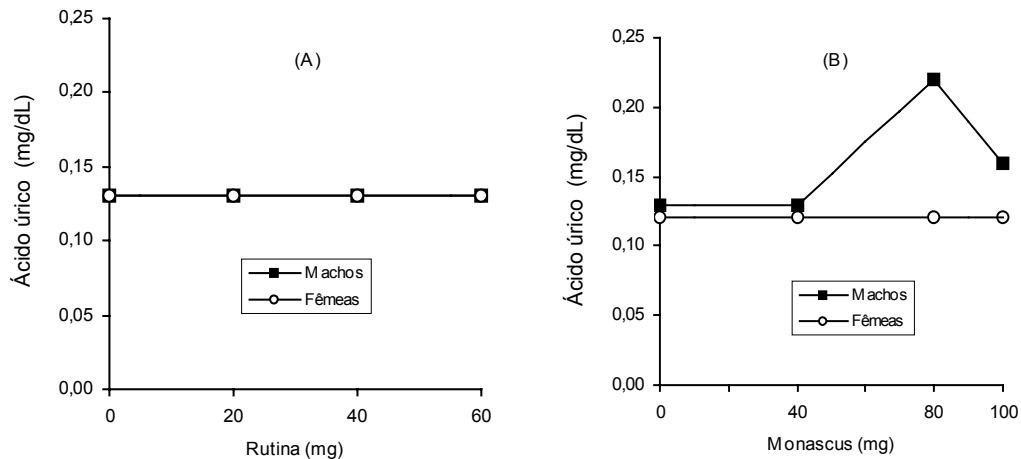 (A)
Ácido úrico (mg/dL)
0,25
0,20
0,15
0,10
0,05
0,00
0 20 40 60
Rutina (mg)
Machos
Fêmeas
(B)
Ácido úrico (mg/dL)
0,25
0,20
0,15
0,10
0,05
0,00
0 40 80 100
Monascus (mg)
Machos
Fêmeas